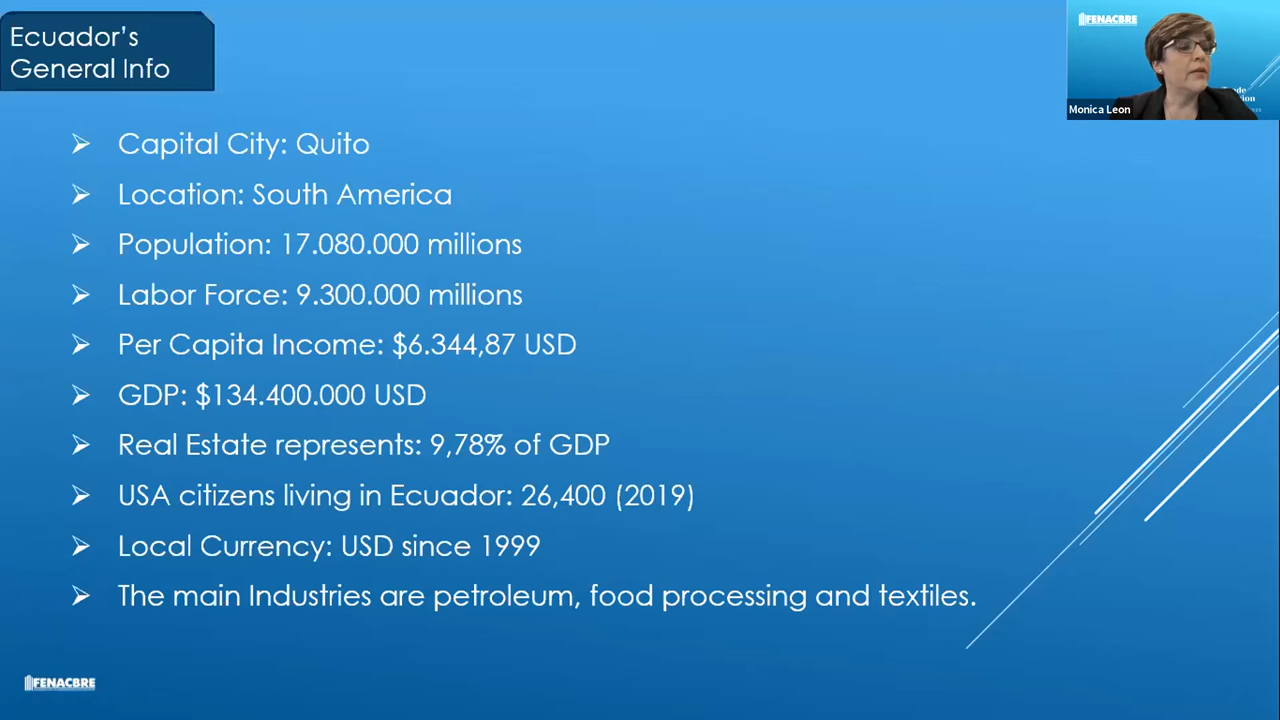 Ecuador's
General Info
FENACBRE
Monica Leon
Capital City: Quito
Location: South America
Population: 17.080.000 millions
Labor Force: 9.300.000 millions
Per Capita Income: $6.344,87 USD
GDP: $134.400.000 USD
Real Estate represents: 9,78% of GDP
USA citizens living in Ecuador: 26,400 (2019)
Local Currency: USD since 1999
The main Industries are petroleum, food processing and textiles.
FENACBRE